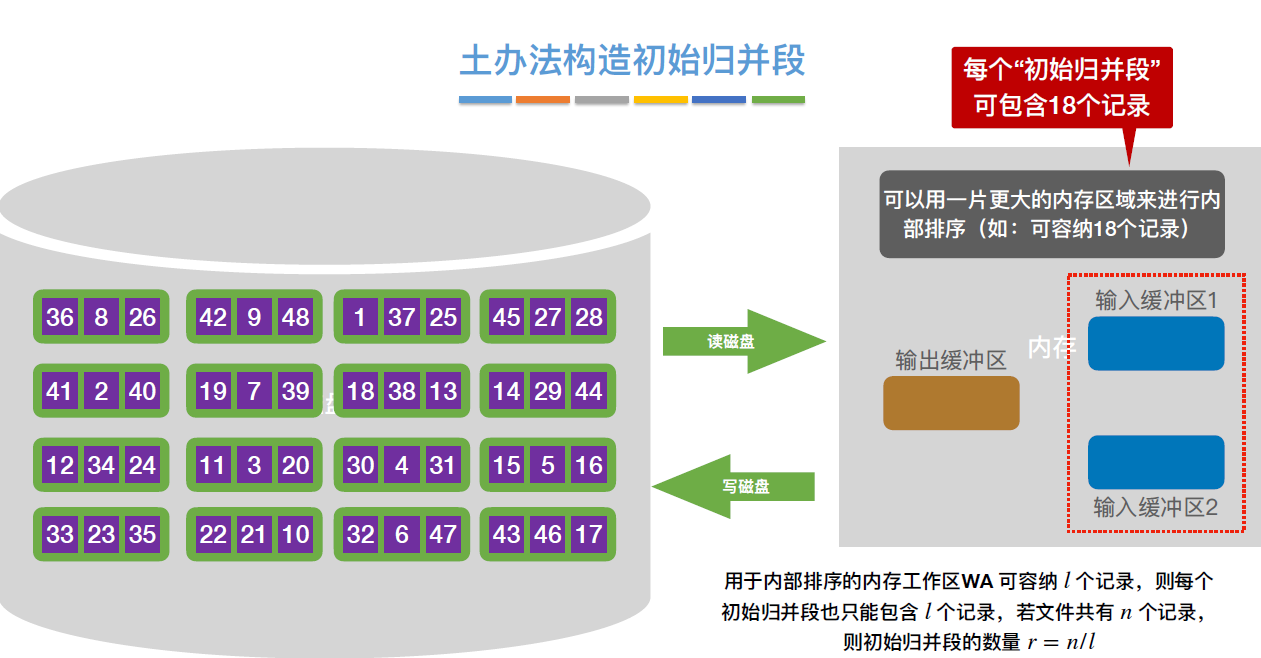 土办法构造初始归并段
每个“初始归并段”
可包含18个记录
可以用一片更大的内存区域来进行内
部排序（如：可容纳18个记录）
36 8 26 42 9 48 1 37 25 45 27 28
41 2 40 19 7 39 18 38 13 14 29 44
盘
12 34 24 11 3 20 30 4 31 15 5 16
33 23 35 22 21 10 32 6 47 43 46 17
读磁盘
写磁盘
输入缓冲区1
内存
输出缓冲区
输入缓冲区2
用于内部排序的内存工作区WA 可容纳 l 个记录，则每个
初始归并段也只能包含 l 个记录，若文件共有 n 个记录，
则初始归并段的数量 r = n/l